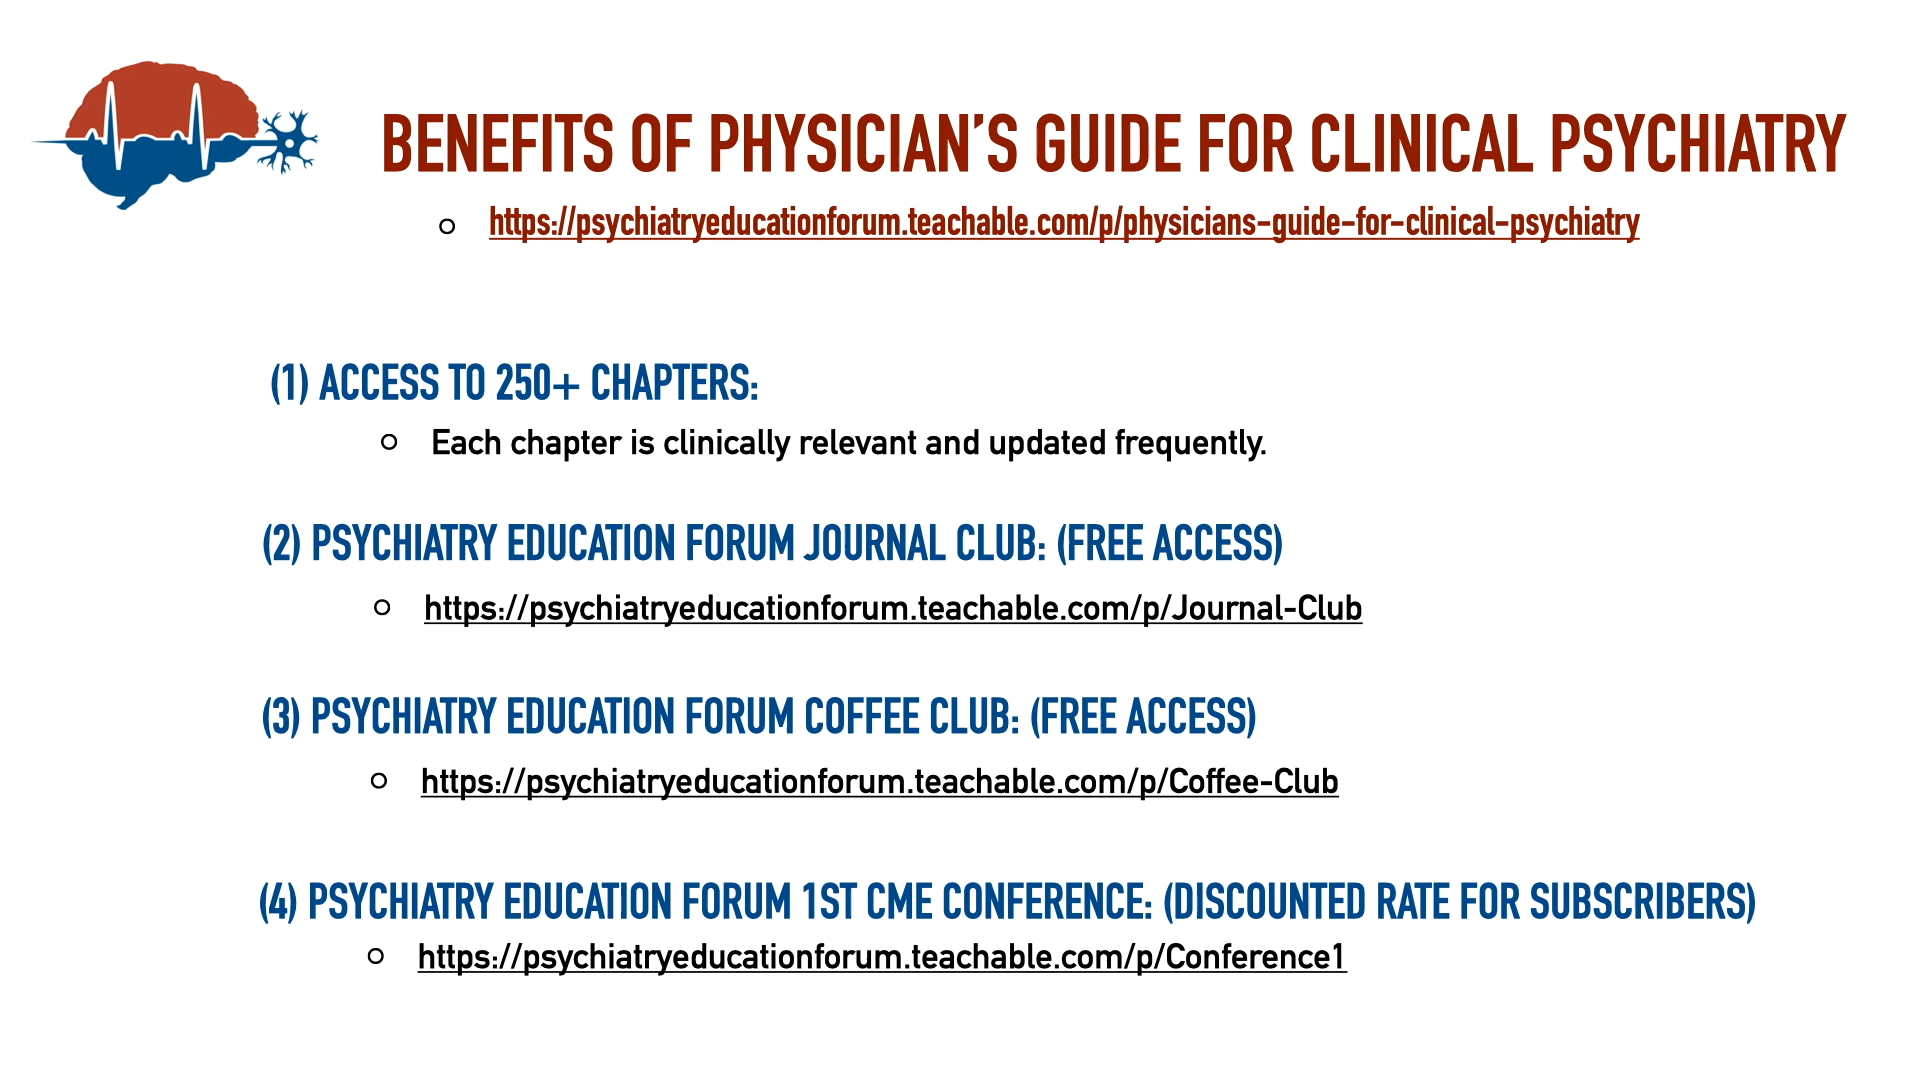 BENEFITS OF PHYSICIAN’S GUIDE FOR CLINICAL PSYCHIATRY
https://psychiatryeducationforum.teachable.com/p/physicians-guide-for-clinical-psychiatry
(1) ACCESS TO 250+ CHAPTERS:
Each chapter is clinically relevant and updated frequently.
(2) PSYCHIATRY EDUCATION FORUM JOURNAL CLUB: (FREE ACCESS)
https://psychiatryeducationforum.teachable.com/p/Journal-Club
(3) PSYCHIATRY EDUCATION FORUM COFFEE CLUB: (FREE ACCESS)
https://psychiatryeducationforum.teachable.com/p/Coffee-Club
(4) PSYCHIATRY EDUCATION FORUM 1ST CME CONFERENCE: (DISCOUNTED RATE FOR SUBSCRIBERS)
https://psychiatryeducationforum.teachable.com/p/Conference1